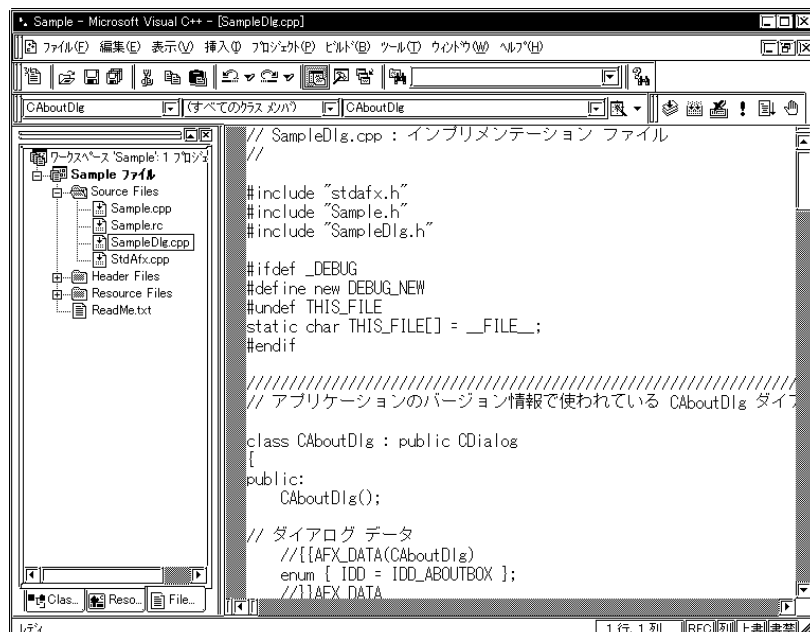 Sample - Microsoft Visual C++ - [SampleDlg.cpp]
ﾌｧｲﾙ(F) 編集(E) 表示(V) 挿入(I) ﾌﾟﾛｼﾞｪｸﾄ(P) ﾋﾞﾙﾄﾞ(B) ﾂｰﾙ(T) ｳｨﾝﾄﾞｳ(W) ﾍﾙﾌﾟ(H)
CAboutDlg (すべてのｸﾗｽ ﾒﾝﾊﾞ) CAboutDlg
ﾜｰｸｽﾍﾟｰｽ 'Sample': 1 ﾌﾟﾛｼﾞｪ
Sample ﾌｧｲﾙ
Source Files
Sample.cpp
Sample.rc
SampleDlg.cpp
StdAfx.cpp
Header Files
Resource Files
ReadMe.txt
Clas... Reso... File...
// SampleDlg.cpp : インプリメンテーション ファイル
//
#include "stdafx.h"
#include "Sample.h"
#include "SampleDlg.h"
#ifdef _DEBUG
#define new DEBUG_NEW
#undef THIS_FILE
static char THIS_FILE[] = __FILE__;
#endif
/////////////////////////////////////////////////////////////////
// アプリケーションのバージョン情報で使われている CAboutDlg ダイア
class CAboutDlg : public CDialog
{
public:
CAboutDlg();
// ダイアログ データ
//{{AFX_DATA(CAboutDlg)
enum { IDD = IDD_ABOUTBOX };
//}}AFX_DATA
ﾚﾃﾞｨ 1 行, 1 列 REC 列 上書 書禁